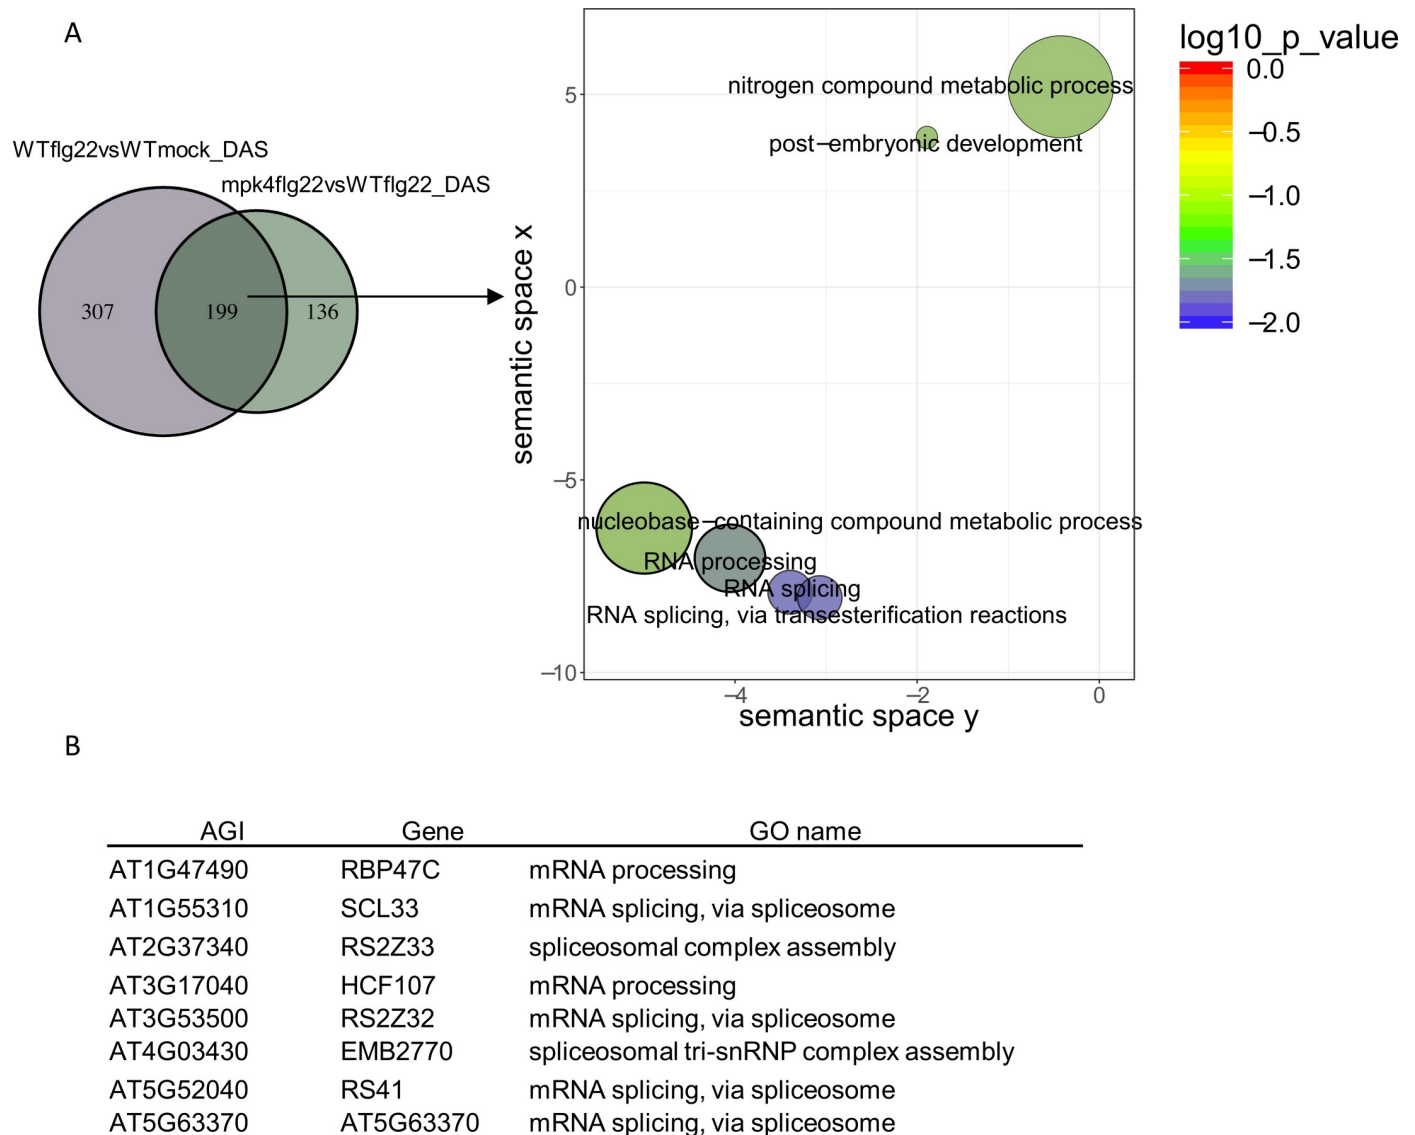 A
WTflg22vsWTmock_DAS
mpk4flg22vsWTflg22_DAS
307
199
136
semantic space x
5
0
−5
−10
nitrogen compound metabolic process
post−embryonic development
nucleobase−containing compound metabolic process
RNA processing
RNA splicing
RNA splicing, via transesterification reactions
−4
−2
0
semantic space y
log10_p_value
0.0
−0.5
−1.0
−1.5
−2.0
B
AGI Gene GO name
AT1G47490 RBP47C mRNA processing
AT1G55310 SCL33 mRNA splicing, via spliceosome
AT2G37340 RS2Z33 spliceosomal complex assembly
AT3G17040 HCF107 mRNA processing
AT3G53500 RS2Z32 mRNA splicing, via spliceosome
AT4G03430 EMB2770 spliceosomal tri-snRNP complex assembly
AT5G52040 RS41 mRNA splicing, via spliceosome
AT5G63370 AT5G63370 mRNA splicing, via spliceosome